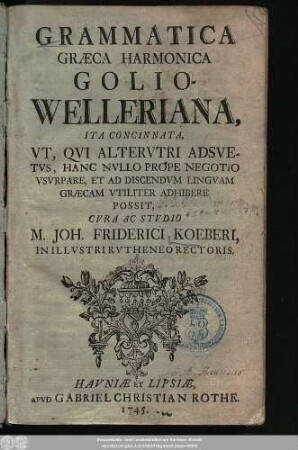 GRAMMATICA
GRÆCA HARMONICA
GOLIO-
WELLERIANA,
ITA CONCINNATA,
VT, QVI ALTERVTRI ADSVE-
TVS, HANC NVLLO PROPE NEGOTIO
VSVRPARE, ET AD DISCENDVM LINGVAM
GRÆCAM VTILITER ADHIBERE
POSSIT,
CVRA AC STVDIO
M. JOH. FRIDERICI KOEBERI,
IN ILLVSTRI RVTHENEO RECTORIS.
HAVNIÆ ET LIPSIÆ,
APVD GABRIEL CHRISTIAN ROTHE.
1745.